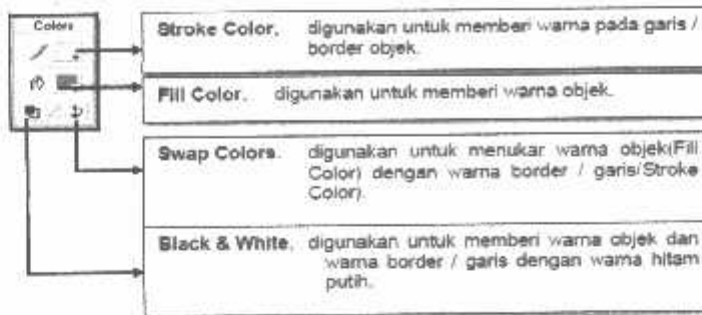 Colors
Stroke Color. digunakan untuk memberi warna pada garis /
border objek.
Fill Color. digunakan untuk memberi warna objek.
Swap Colors. digunakan untuk menukar warna objek(Fill
Color) dengan warna border / garis(Stroke
Color).
Black & White. digunakan untuk memberi warna objek dan
warna border / garis dengan warna hitam
putih.